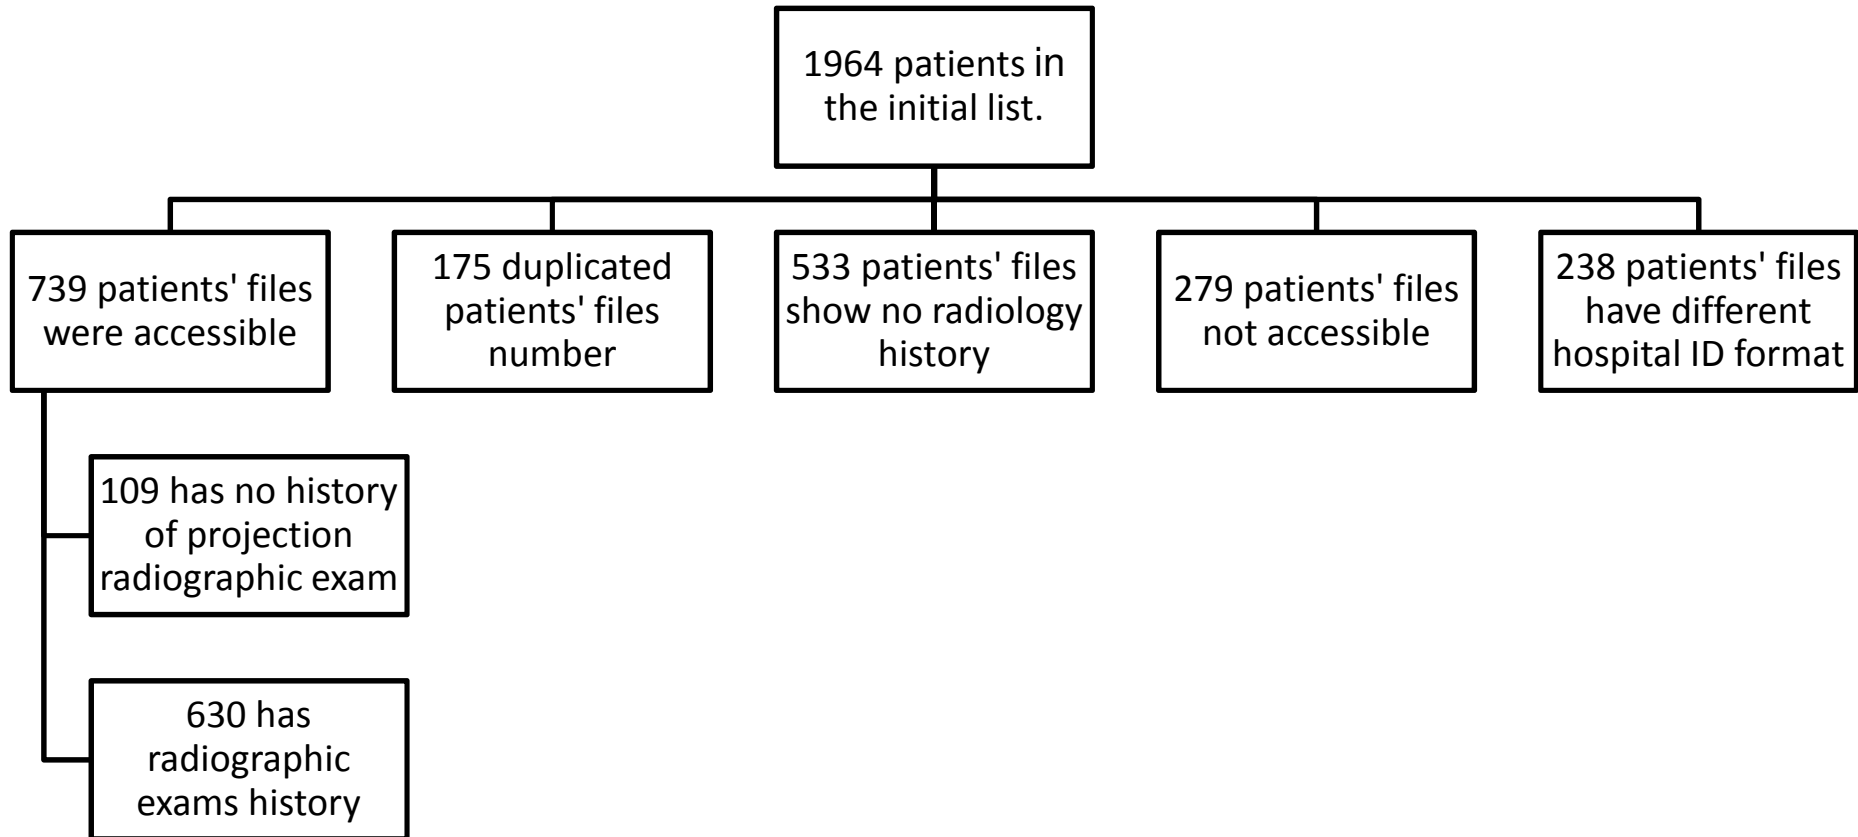 1964 patients in
the initial list.
739 patients' files
were accessible
175 duplicated
patients' files
number
533 patients' files
show no radiology
history
279 patients' files
not accessible
238 patients' files
have different
hospital ID format
109 has no history
of projection
radiographic exam
630 has
radiographic
exams history